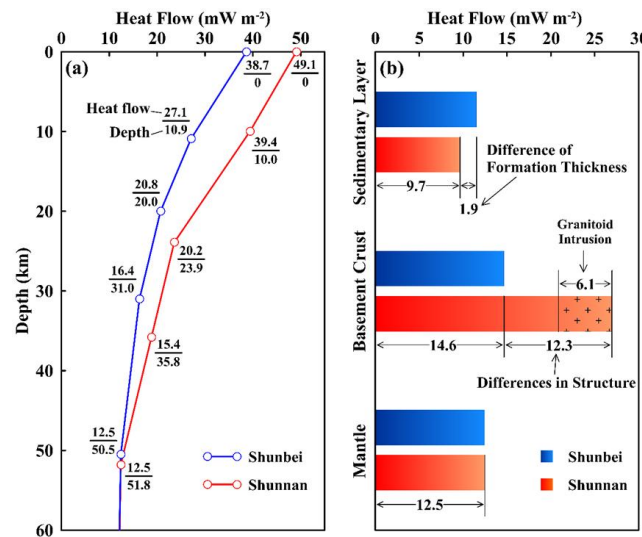 Heat Flow (mW m⁻²)
0 10 20 30 40 50
Depth (km)
0
10
20
30
40
50
60
(a)
38.7
0
49.1
0
Heat flow
27.1
Depth
10.9
39.4
10.0
20.8
20.0
20.2
23.9
16.4
31.0
15.4
35.8
12.5
50.5
12.5
51.8
Shunbei
Shunnan
Heat Flow (mW m⁻²)
0 10 20 30
(b)
Sedimentary Layer
Difference of
Formation Thickness
9.7
1.9
Basement Crust
Granitoid
Intrusion
6.1
14.6
12.3
Differences in Structure
Mantle
Shunbei
Shunnan
12.5